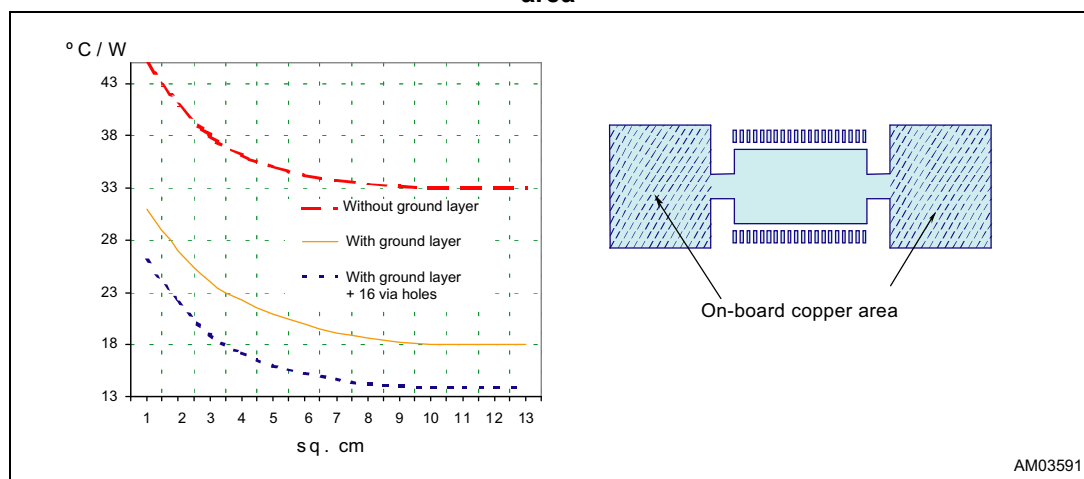 area
º C / W
43
38
33
28
23
18
13
Without ground layer
With ground layer
With ground layer
+ 16 via holes
1 2 3 4 5 6 7 8 9 10 11 12 13
sq. cm
On-board copper area
AM03591